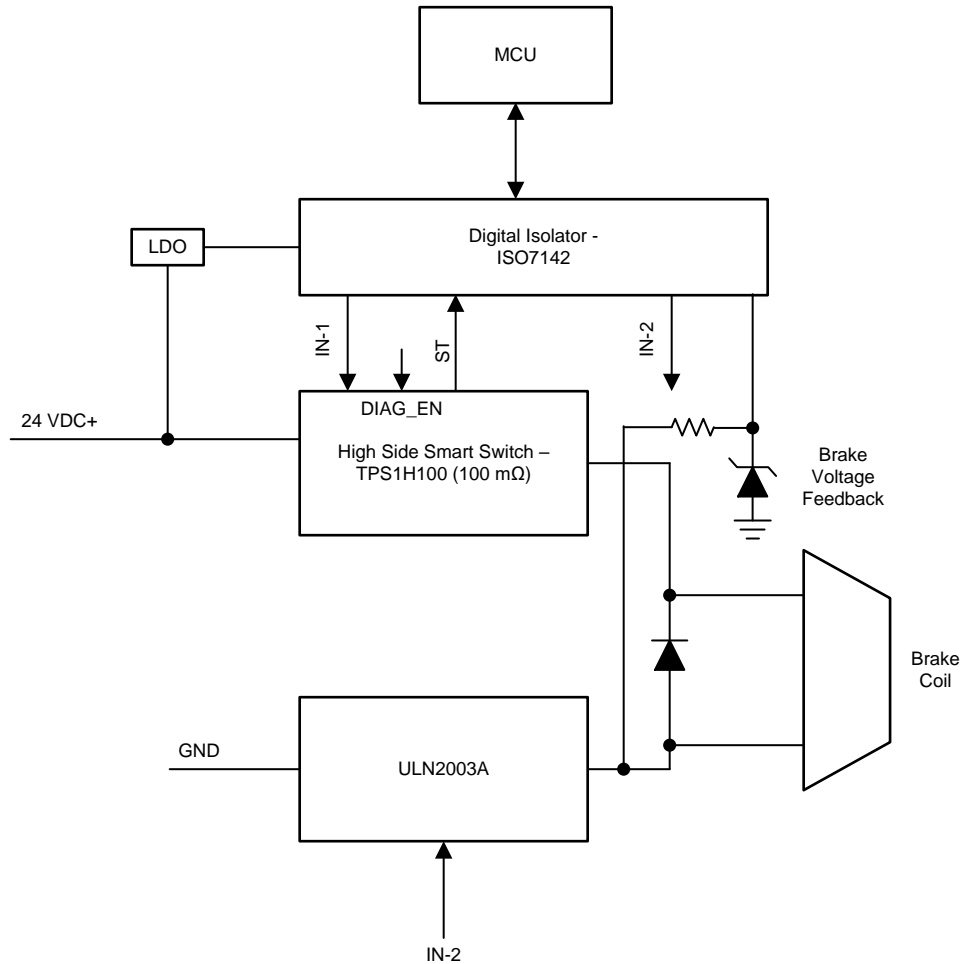 MCU
Digital Isolator -
ISO7142
LDO
IN-1
ST
IN-2
DIAG_EN
24 VDC+
High Side Smart Switch –
TPS1H100 (100 mΩ)
Brake
Voltage
Feedback
Brake
Coil
GND
ULN2003A
IN-2